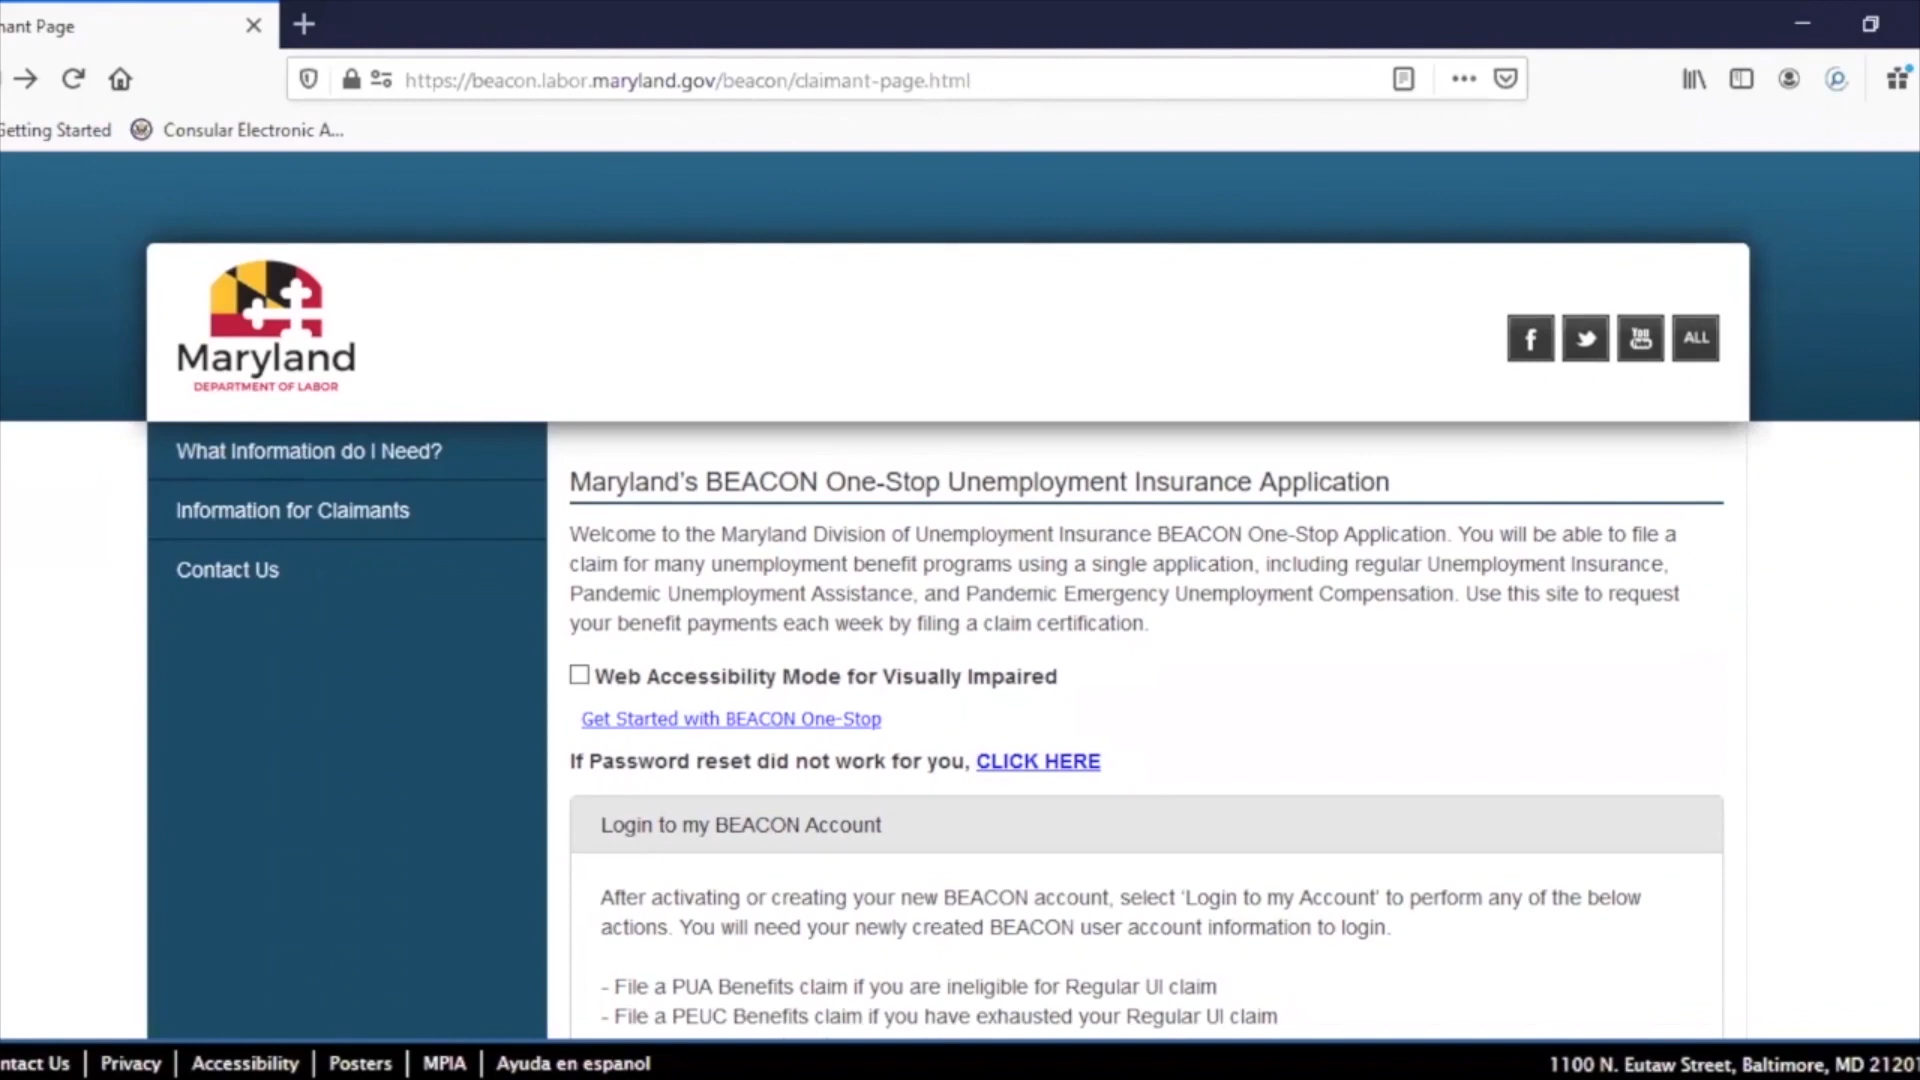 Page
https://beacon.labor.maryland.gov/beacon/claimant-page.html
Getting Started
Consular Electronic A...
Maryland
DEPARTMENT OF LABOR
f
You
ALL
What Information do I Need?
Information for Claimants
Contact Us
Maryland's BEACON One-Stop Unemployment Insurance Application
Welcome to the Maryland Division of Unemployment Insurance BEACON One-Stop Application. You will be able to file a
claim for many unemployment benefit programs using a single application, including regular Unemployment Insurance,
Pandemic Unemployment Assistance, and Pandemic Emergency Unemployment Compensation. Use this site to request
your benefit payments each week by filing a claim certification.
Web Accessibility Mode for Visually Impaired
Get Started with BEACON One-Stop
If Password reset did not work for you, CLICK HERE
Login to my BEACON Account
After activating or creating your new BEACON account, select ‘Login to my Account’ to perform any of the below
actions. You will need your newly created BEACON user account information to login.
- File a PUA Benefits claim if you are ineligible for Regular UI claim
- File a PEUC Benefits claim if you have exhausted your Regular UI claim
ntact Us | Privacy | Accessibility | Posters | MPIA | Ayuda en espanol
1100 N. Eutaw Street, Baltimore, MD 21201